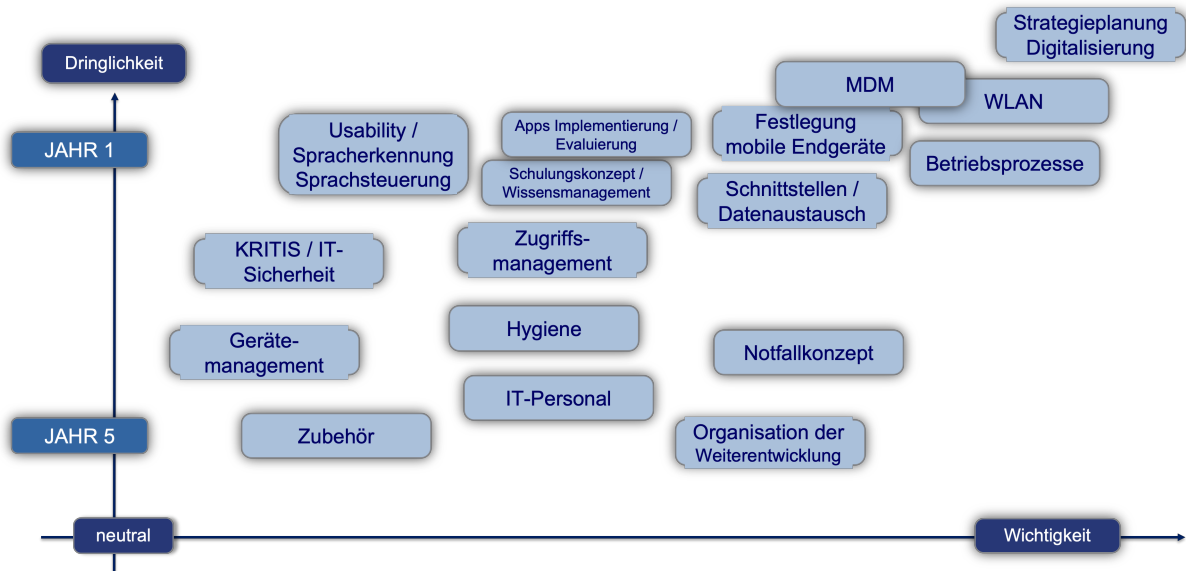 Strategieplanung
Digitalisierung
Dringlichkeit
MDM
WLAN
Usability /
Spracherkennung
Sprachsteuerung
Apps Implementierung /
Evaluierung
Festlegung
mobile Endgeräte
JAHR 1
Betriebsprozesse
Schulungskonzept /
Wissensmanagement
Schnittstellen /
Datenaustausch
KRITIS / IT-
Sicherheit
Zugriffs-
management
Hygiene
Geräte-
management
Notfallkonzept
IT-Personal
JAHR 5
Zubehör
Organisation der
Weiterentwicklung
neutral
Wichtigkeit